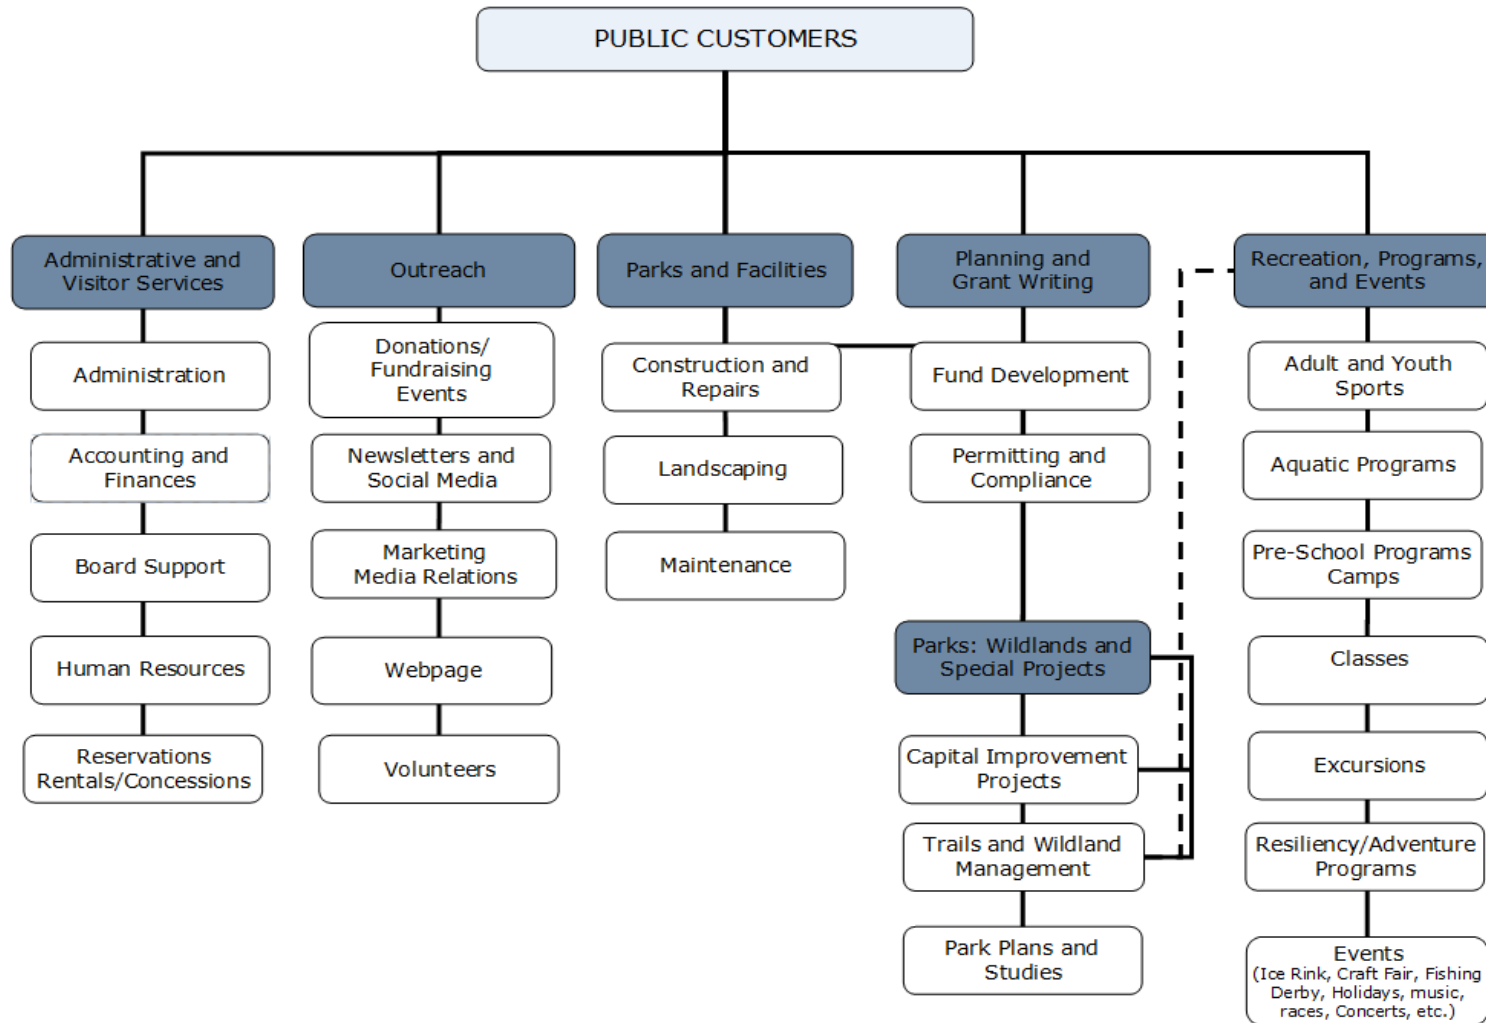 PUBLIC CUSTOMERS
Administrative and
Visitor Services
Administration
Accounting and
Finances
Board Support
Human Resources
Reservations
Rentals/Concessions
Outreach
Donations/
Fundraising
Events
Newsletters and
Social Media
Marketing
Media Relations
Webpage
Volunteers
Parks and Facilities
Construction and
Repairs
Landscaping
Maintenance
Planning and
Grant Writing
Fund Development
Permitting and
Compliance
Parks: Wildlands and
Special Projects
Capital Improvement
Projects
Trails and Wildland
Management
Park Plans and
Studies
Recreation, Programs,
and Events
Adult and Youth
Sports
Aquatic Programs
Pre-School Programs
Camps
Classes
Excursions
Resiliency/Adventure
Programs
Events
(Ice Rink, Craft Fair, Fishing
Derby, Holidays, music,
races, Concerts, etc.)